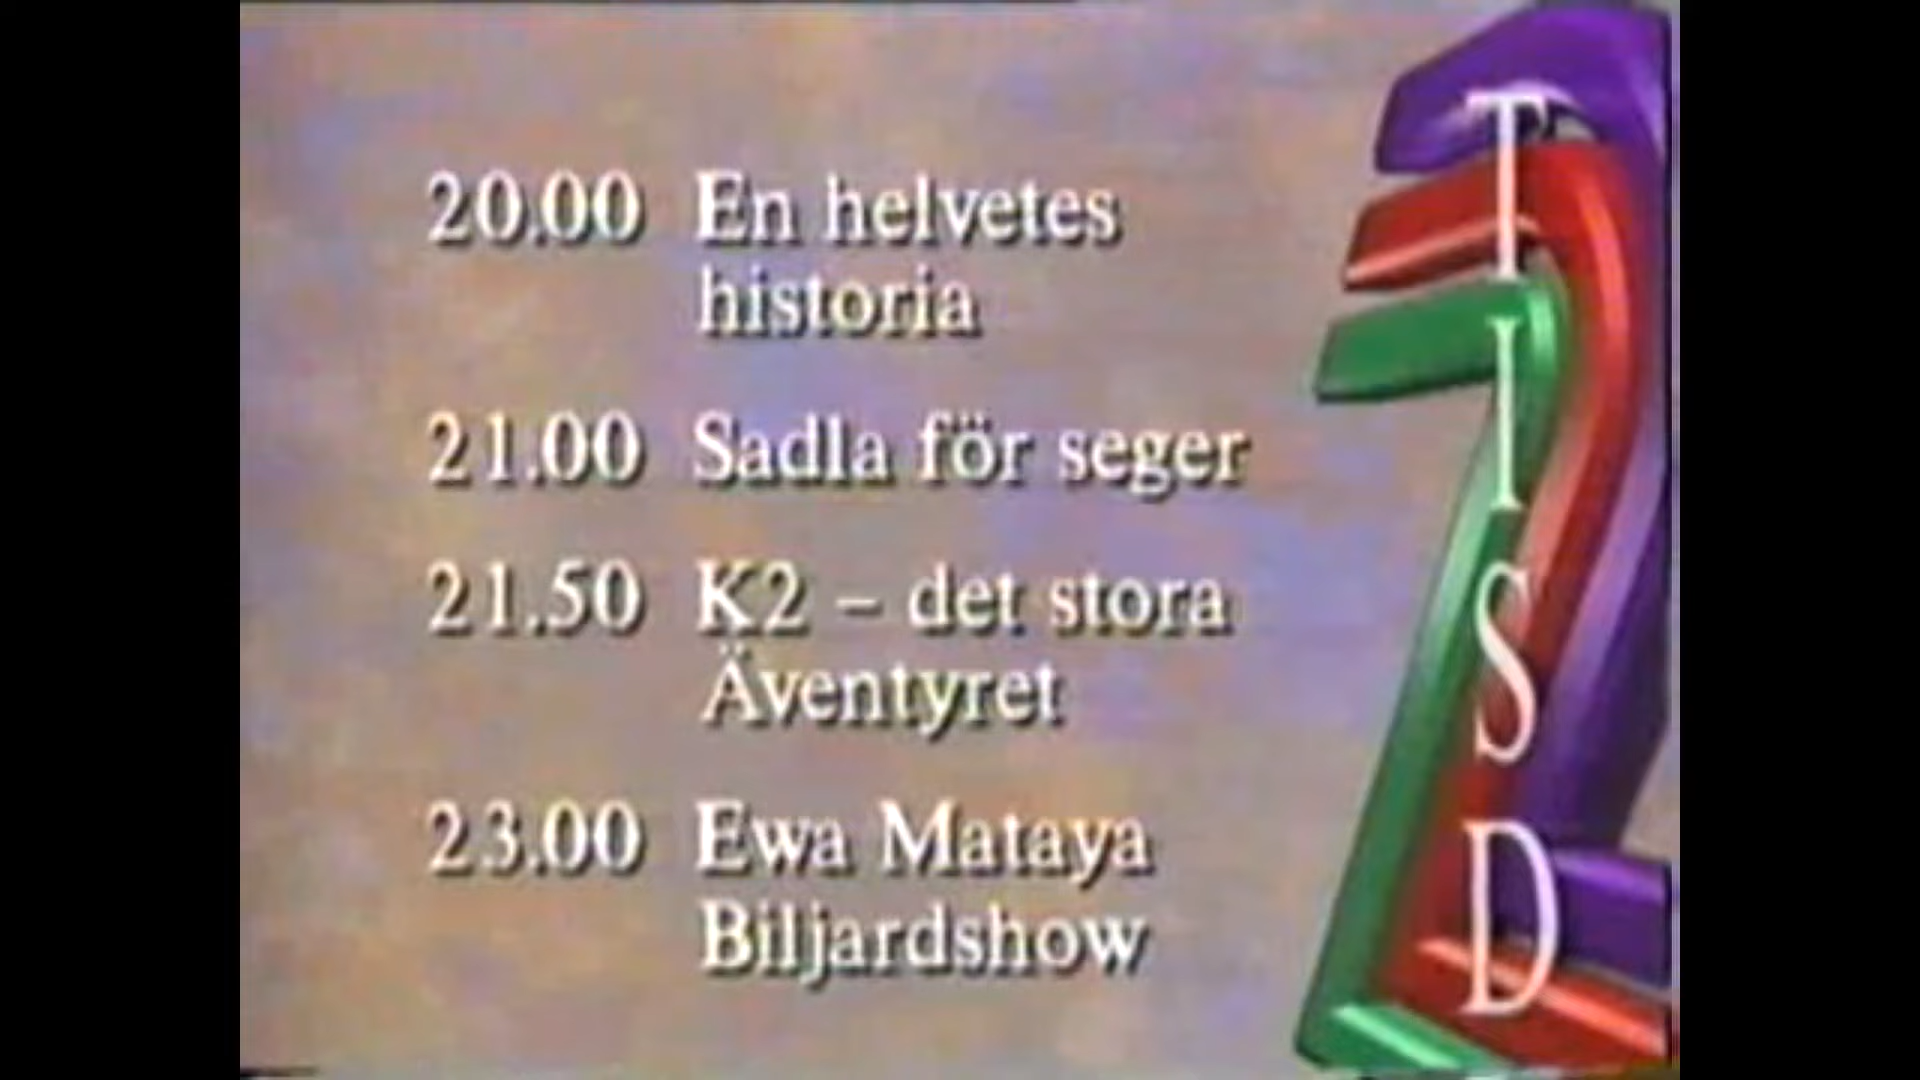 20.00 En helvetes
historia
21.00 Sadla för seger
21.50 K2 – det stora
Äventyret
23.00 Ewa Mataya
Biljardshow
TISD